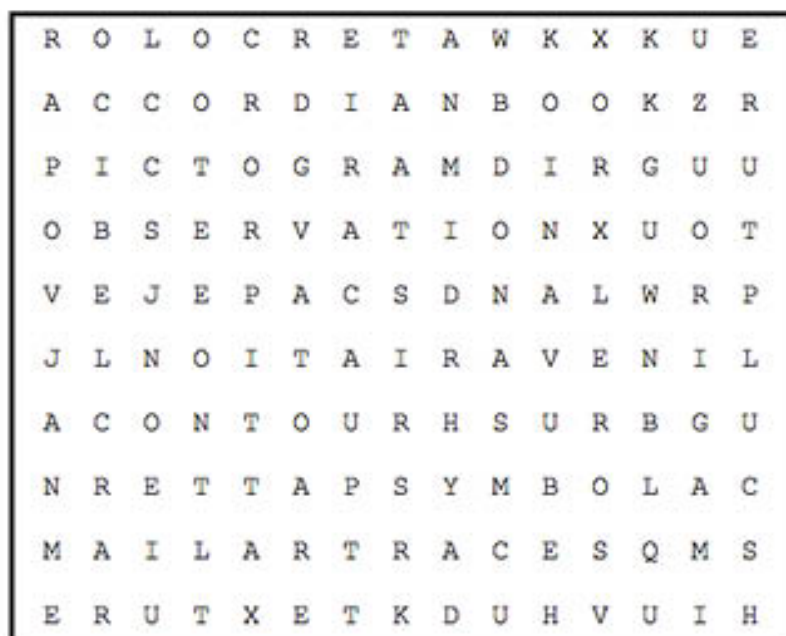 R O L O C R E T A W K X K U E
A C C O R D I A N B O O K Z R
P I C T O G R A M D I R G U U
O B S E R V A T I O N X U O T
V E J E P A C S D N A L W R P
J L N O I T A I R A V E N I L
A C O N T O U R H S U R B G U
N R E T T A P S Y M B O L A C
M A I L A R T R A C E S Q M S
E R U T X E T K D U H V U I H